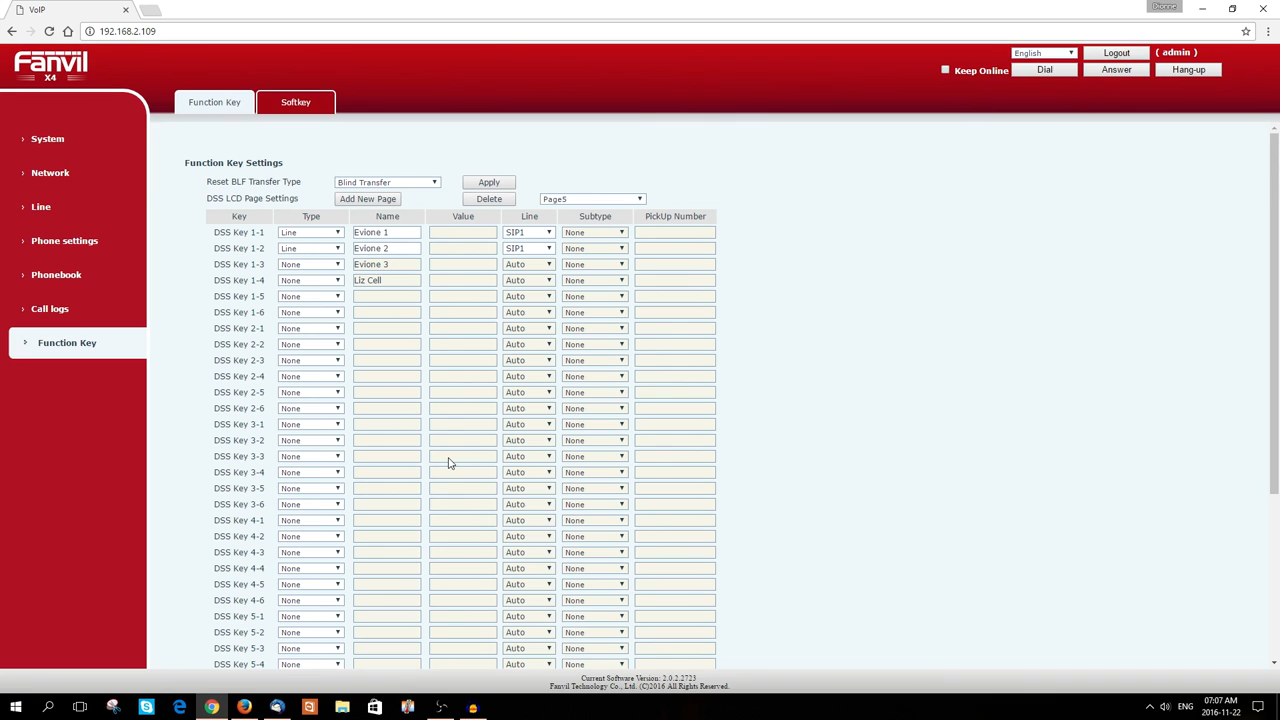 VoIP
Dionne
192.168.2.109
Fanvil
X4
English Logout ( admin )
Keep Online Dial Answer Hang-up
Function Key Softkey
› System
› Network
› Line
› Phone settings
› Phonebook
› Call logs
› Function Key
Function Key Settings
Reset BLF Transfer Type Blind Transfer Apply
DSS LCD Page Settings Add New Page Delete Page5
Key Type Name Value Line Subtype PickUp Number
DSS Key 1-1 Line Evione 1 SIP1 None
DSS Key 1-2 Line Evione 2 SIP1 None
DSS Key 1-3 None Evione 3 Auto None
DSS Key 1-4 None Liz Cell Auto None
DSS Key 1-5 None Auto None
DSS Key 1-6 None Auto None
DSS Key 2-1 None Auto None
DSS Key 2-2 None Auto None
DSS Key 2-3 None Auto None
DSS Key 2-4 None Auto None
DSS Key 2-5 None Auto None
DSS Key 2-6 None Auto None
DSS Key 3-1 None Auto None
DSS Key 3-2 None Auto None
DSS Key 3-3 None Auto None
DSS Key 3-4 None Auto None
DSS Key 3-5 None Auto None
DSS Key 3-6 None Auto None
DSS Key 4-1 None Auto None
DSS Key 4-2 None Auto None
DSS Key 4-3 None Auto None
DSS Key 4-4 None Auto None
DSS Key 4-5 None Auto None
DSS Key 4-6 None Auto None
DSS Key 5-1 None Auto None
DSS Key 5-2 None Auto None
DSS Key 5-3 None Auto None
DSS Key 5-4 None Auto None
Current Software Version: 2.0.2.2723
Fanvil Technology Co., Ltd. (C)2016 All Rights Reserved.
ENG
07:07 AM
2016-11-22